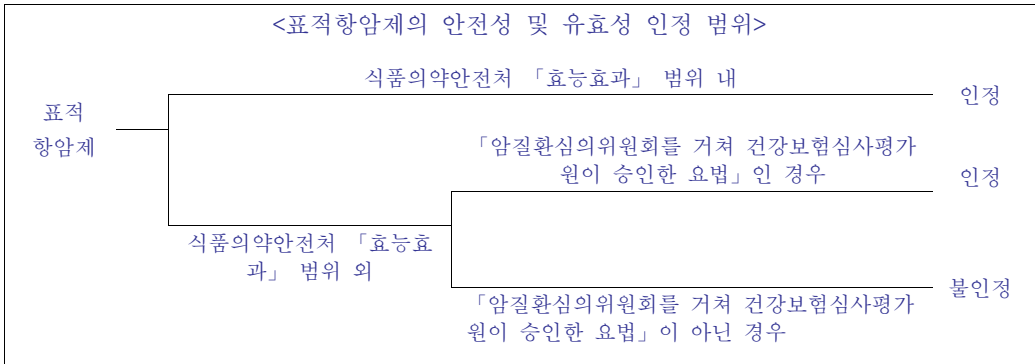 <표적항암제의 안전성 및 유효성 인정 범위>
식품의약안전처 「효능효과」 범위 내
인정
표적
항암제
「암질환심의위원회를 거쳐 건강보험심사평가
원이 승인한 요법」인 경우
인정
식품의약안전처 「효능효
과」 범위 외
불인정
「암질환심의위원회를 거쳐 건강보험심사평가
원이 승인한 요법」이 아닌 경우